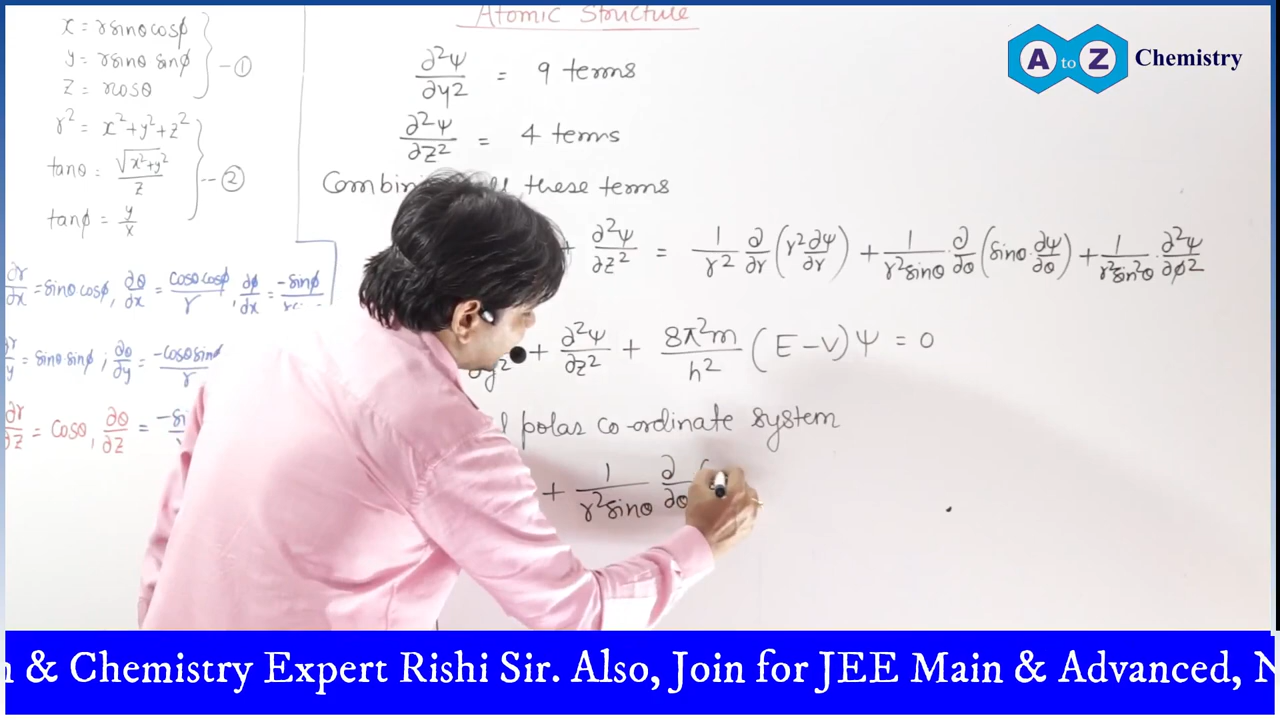 Atomic Structure
A to Z Chemistry
x = r sinθ cosϕ
y = r sinθ sinϕ
z = r cosθ
–①
r² = x²+y²+z²
tanθ = √(x²+y²)/z
tanϕ = y/x
--②
∂r/∂x = sinθ cosϕ, ∂θ/∂x = cosθ cosϕ/r, ∂ϕ/∂x = -sinϕ/
= sinθ sinϕ ; ∂θ/∂y = -cosθ sinϕ/r
∂r/∂z = cosθ, ∂θ/∂z =
∂²Ψ/∂y² = 9 terms
∂²Ψ/∂z² = 4 terms
these terms
+ ∂²Ψ/∂z² = 1/r² ∂/∂r (r² ∂Ψ/∂r) + 1/r² sinθ · ∂/∂θ (sinθ · ∂Ψ/∂θ) + 1/r² sin²θ · ∂²Ψ/∂ϕ²
∂y² + ∂²Ψ/∂z² + 8π²m/h² (E – V) Ψ = 0
polar co-ordinate system
+ 1/r² sinθ ∂/∂θ (
& Chemistry Expert Rishi Sir. Also, Join for JEE Main & Advanced, N